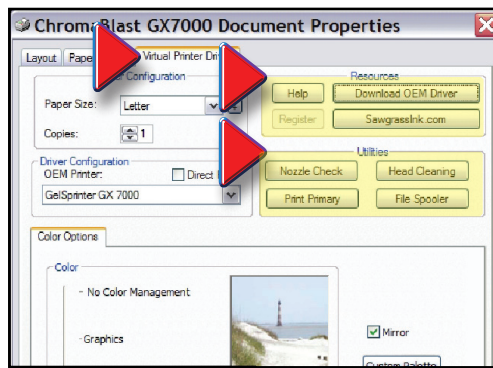 ChromaBlast GX7000 Document Properties
Layout Virtual Printer
Configuration Resources
Paper Size: Letter Help Download OEM Driver
Register SawgrassInk.com
Copies: 1
Utilities
Driver Configuration
OEM Printer: Direct Nozzle Check Head Cleaning
GelSprinter GX 7000 Print Primary File Spooler
Color Options
Color
- No Color Management
Mirror
-Graphics
Custom Palette